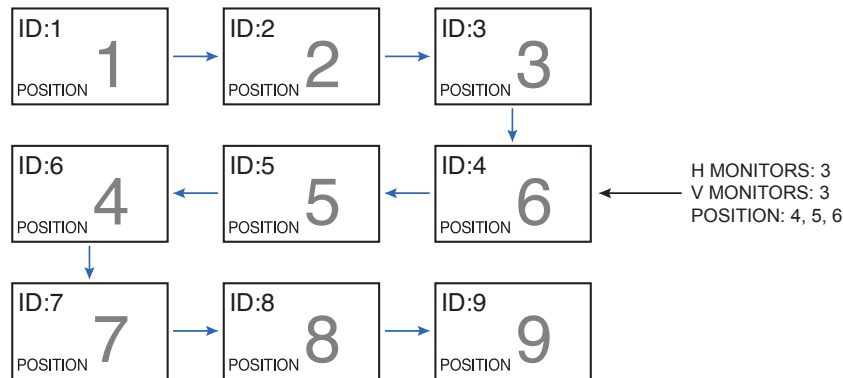 ID:1
POSITION 1
ID:2
POSITION 2
ID:3
POSITION 3
ID:6
POSITION 4
ID:5
POSITION 5
ID:4
POSITION 6
H MONITORS: 3
V MONITORS: 3
POSITION: 4, 5, 6
ID:7
POSITION 7
ID:8
POSITION 8
ID:9
POSITION 9